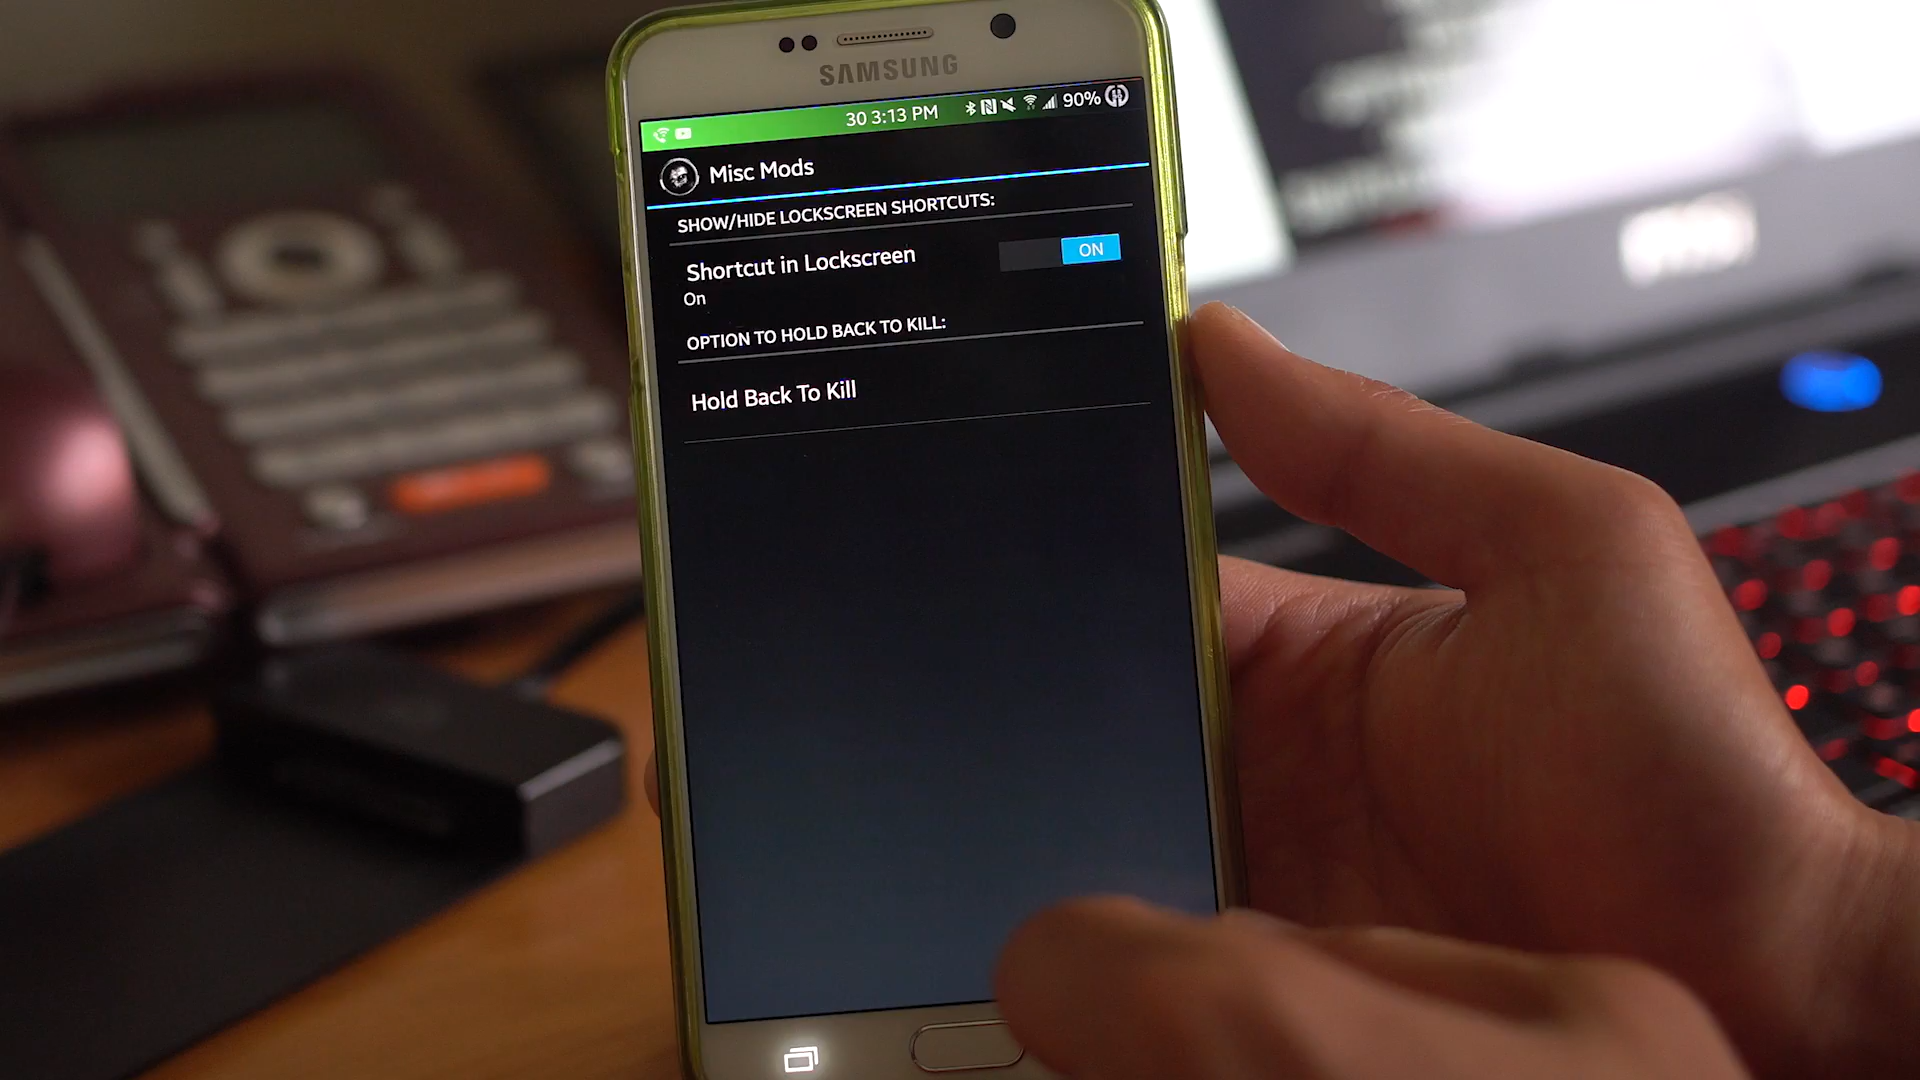 SAMSUNG
30 3:13 PM 90%
Misc Mods
SHOW/HIDE LOCKSCREEN SHORTCUTS:
Shortcut in Lockscreen
ON
On
OPTION TO HOLD BACK TO KILL:
Hold Back To Kill